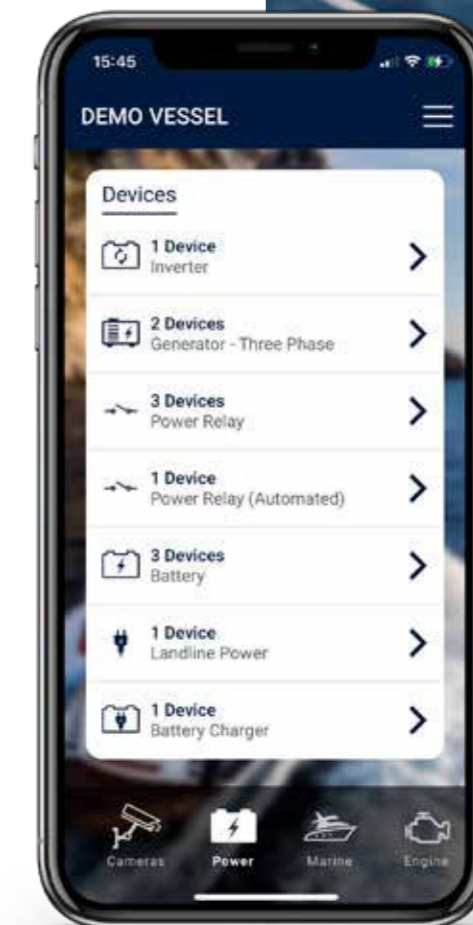 15:45
DEMO VESSEL
Devices
1 Device
Inverter
2 Devices
Generator - Three Phase
3 Devices
Power Relay
1 Device
Power Relay (Automated)
3 Devices
Battery
1 Device
Landline Power
1 Device
Battery Charger
Cameras Power Marine Engine